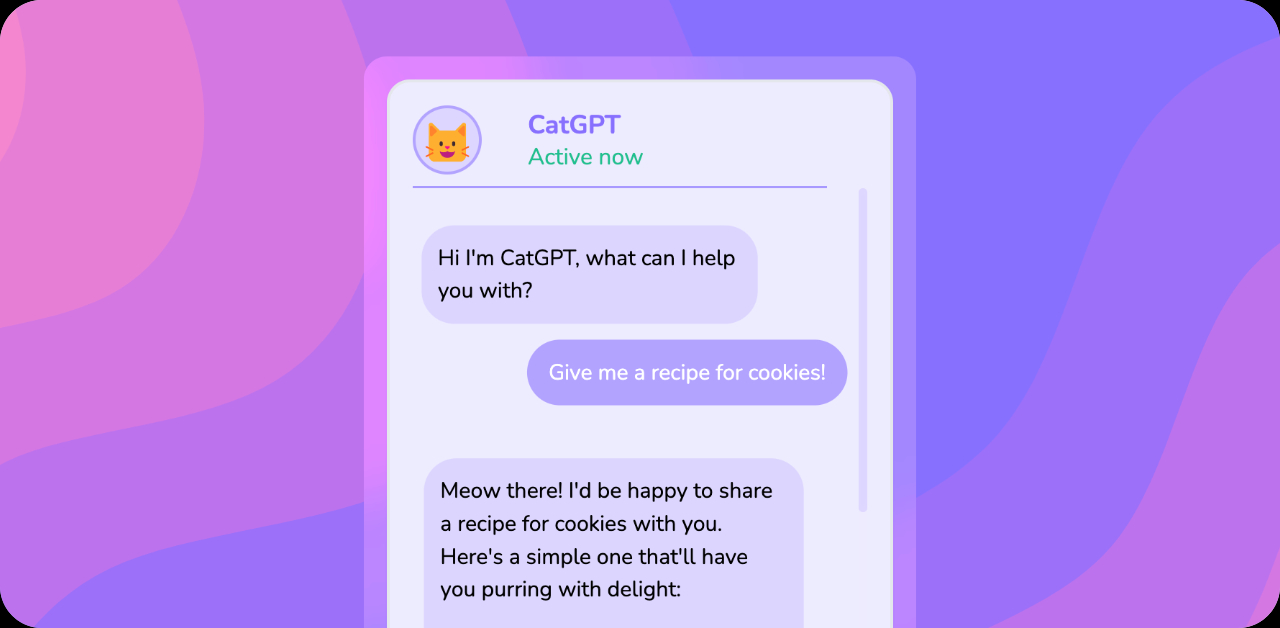 CatGPT
Active now
Hi I'm CatGPT, what can I help
you with?
Give me a recipe for cookies!
Meow there! I'd be happy to share
a recipe for cookies with you.
Here's a simple one that'll have
you purring with delight: